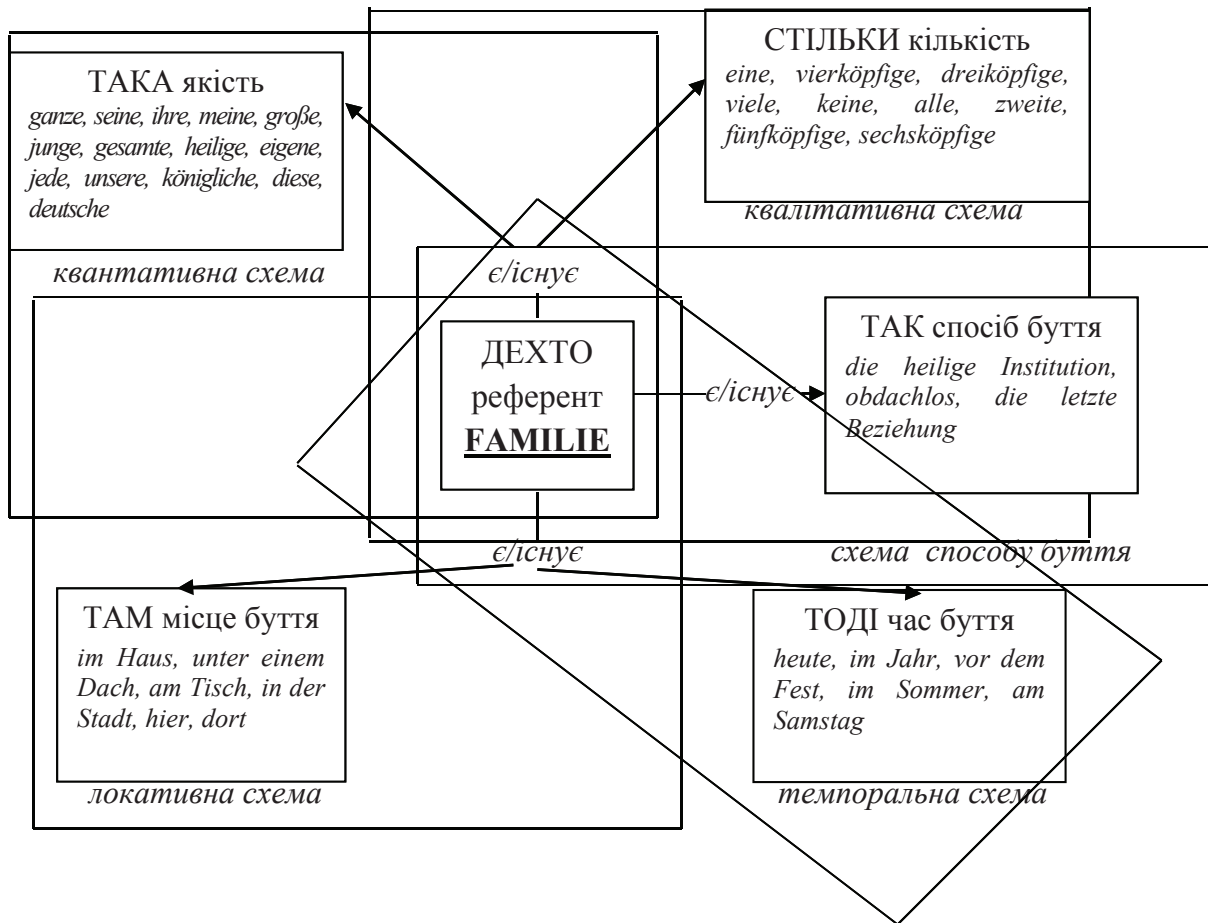 ТАКА якість
ganze, seine, ihre, meine, große,
junge, gesamte, heilige, eigene,
jede, unsere, königliche, diese,
deutsche
квантативна схема
СТІЛЬКИ кількість
eine, vierköpfige, dreiköpfige,
viele, keine, alle, zweite,
fünfköpfige, sechsköpfige
квалітативна схема
є/існує
ДЕХТО
референт
FAMILIE
є/існує
ТАК спосіб буття
die heilige Institution,
obdachlos, die letzte
Beziehung
схема способу буття
є/існує
ТАМ місце буття
im Haus, unter einem
Dach, am Tisch, in der
Stadt, hier, dort
локативна схема
ТОДІ час буття
heute, im Jahr, vor dem
Fest, im Sommer, am
Samstag
темпоральна схема